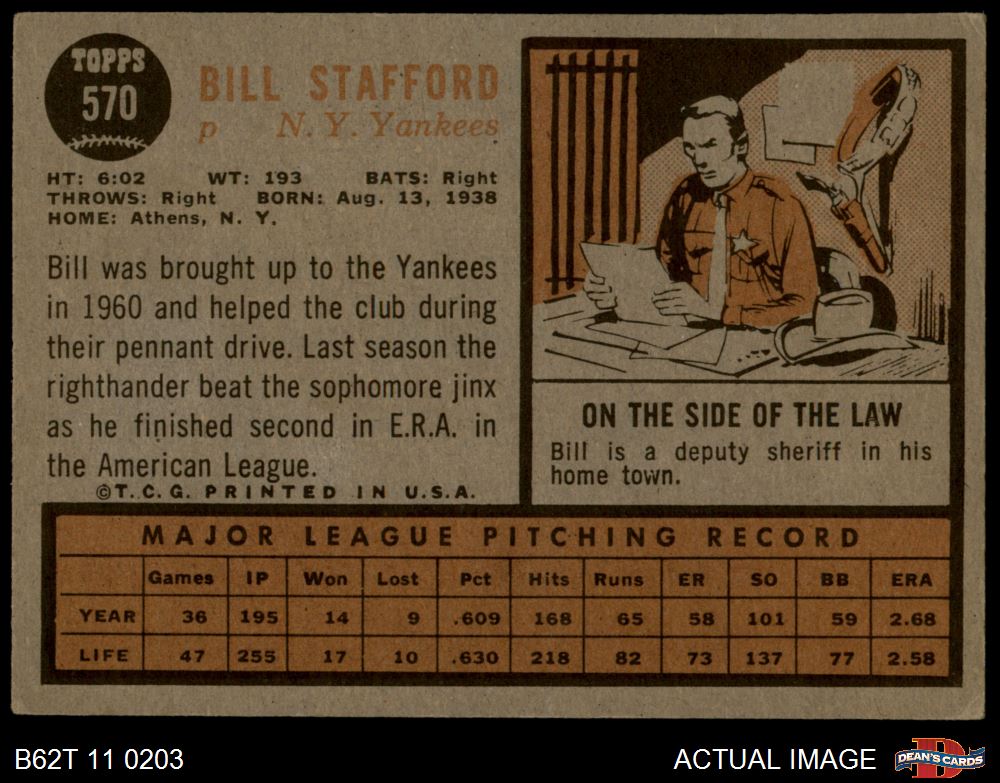 TOPPS
570
BILL STAFFORD
p N. Y. Yankees
HT: 6:02 WT: 193 BATS: Right
THROWS: Right BORN: Aug. 13, 1938
HOME: Athens, N. Y.
Bill was brought up to the Yankees
in 1960 and helped the club during
their pennant drive. Last season the
righthander beat the sophomore jinx
as he finished second in E.R.A. in
the American League.
©T.C.G. PRINTED IN U.S.A.
ON THE SIDE OF THE LAW
Bill is a deputy sheriff in his
home town.
MAJOR LEAGUE PITCHING RECORD
Games IP Won Lost Pct Hits Runs ER SO BB ERA
YEAR 36 195 14 9 .609 168 65 58 101 59 2.68
LIFE 47 255 17 10 .630 218 82 73 137 77 2.58
B62T 11 0203 ACTUAL IMAGE DEAN'S CARDS